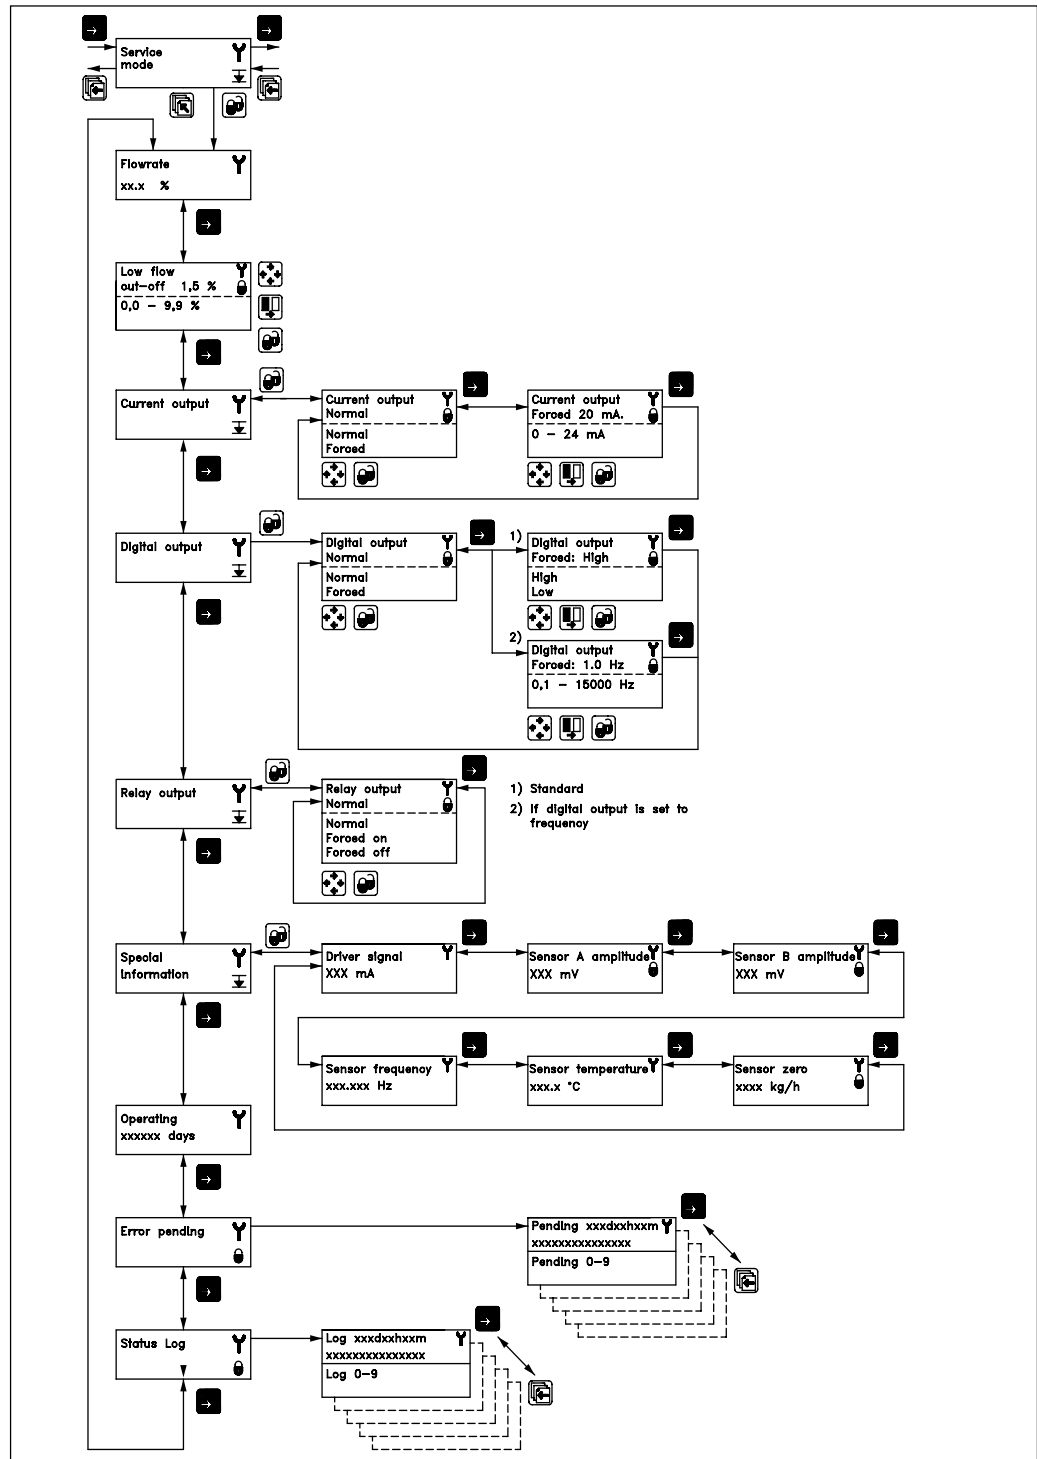 Service
mode
Flowrate
xx.x %
Low flow
cut-off 1,5 %
0,0 - 9,9 %
Current output
Current output
Normal
Normal
Forced
Current output
Forced 20 mA.
0 - 24 mA
Digital output
Digital output
Normal
Normal
Forced
1)
Digital output
Forced: High
High
Low
2)
Digital output
Forced: 1.0 Hz
0,1 - 15000 Hz
Relay output
Relay output
Normal
Normal
Forced on
Forced off
1) Standard
2) If digital output is set to
frequency
Special
Information
Driver signal
XXX mA
Sensor A amplitude
XXX mV
Sensor B amplitude
XXX mV
Sensor frequency
xxx.xxx Hz
Sensor temperature
xxx.x °C
Sensor zero
xxxx kg/h
Operating
xxxxxx days
Error pending
Pending xxxdxxhxxm
xxxxxxxxxxxxxxx
Pending 0-9
Status Log
Log xxxdxxhxxm
xxxxxxxxxxxxxxx
Log 0-9